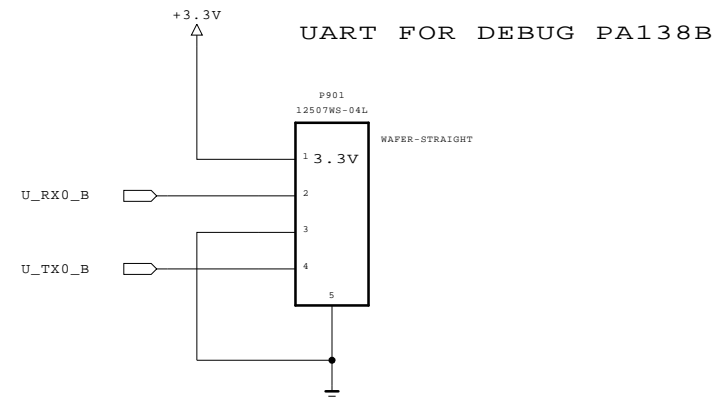 +3.3V
UART FOR DEBUG PA138B
P901
12507WS-04L
WAFER-STRAIGHT
1 3.3V
U_RX0_B
2
3
U_TX0_B
4
5